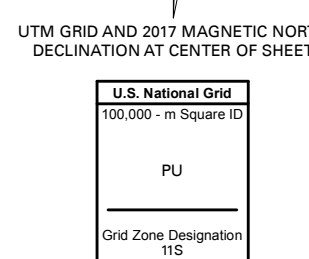 UTM GRID AND 2017 MAGNETIC NORT
DECLINATION AT CENTER OF SHEET
U.S. National Grid
100,000 - m Square ID
PU
Grid Zone Designation
11S